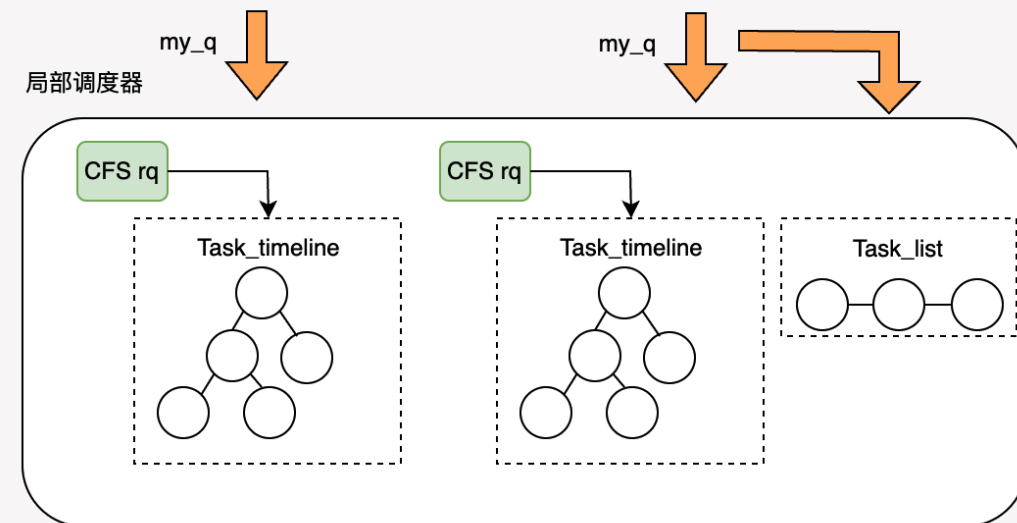 my_q
my_q
局部调度器
CFS rq
CFS rq
Task_timeline
Task_timeline
Task_list